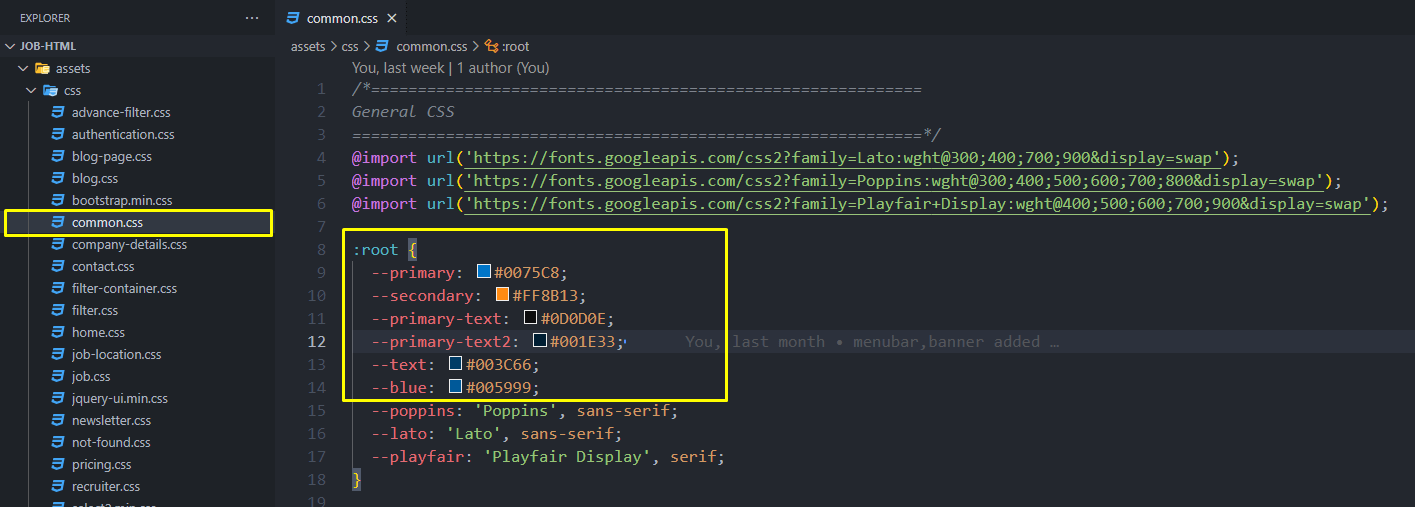 EXPLORER ...
JOB-HTML
assets
css
advance-filter.css
authentication.css
blog-page.css
blog.css
bootstrap.min.css
common.css
company-details.css
contact.css
filter-container.css
filter.css
home.css
job-location.css
job.css
jquery-ui.min.css
newsletter.css
not-found.css
pricing.css
recruiter.css
select2.min.css
common.css ×
assets > css > common.css > :root
You, last week | 1 author (You)
1 /*===========================================================
2 General CSS
3 =============================================================*/
4 @import url('https://fonts.googleapis.com/css2?family=Lato:wght@300;400;700;900&display=swap');
5 @import url('https://fonts.googleapis.com/css2?family=Poppins:wght@300;400;500;600;700;800&display=swap');
6 @import url('https://fonts.googleapis.com/css2?family=Playfair+Display:wght@400;500;600;700;900&display=swap');
7
8 :root {
9 --primary: #0075C8;
10 --secondary: #FF8B13;
11 --primary-text: #0D0D0E;
12 --primary-text2: #001E33; You, last month • menubar,banner added …
13 --text: #003C66;
14 --blue: #005999;
15 --poppins: 'Poppins', sans-serif;
16 --lato: 'Lato', sans-serif;
17 --playfair: 'Playfair Display', serif;
18 }
19